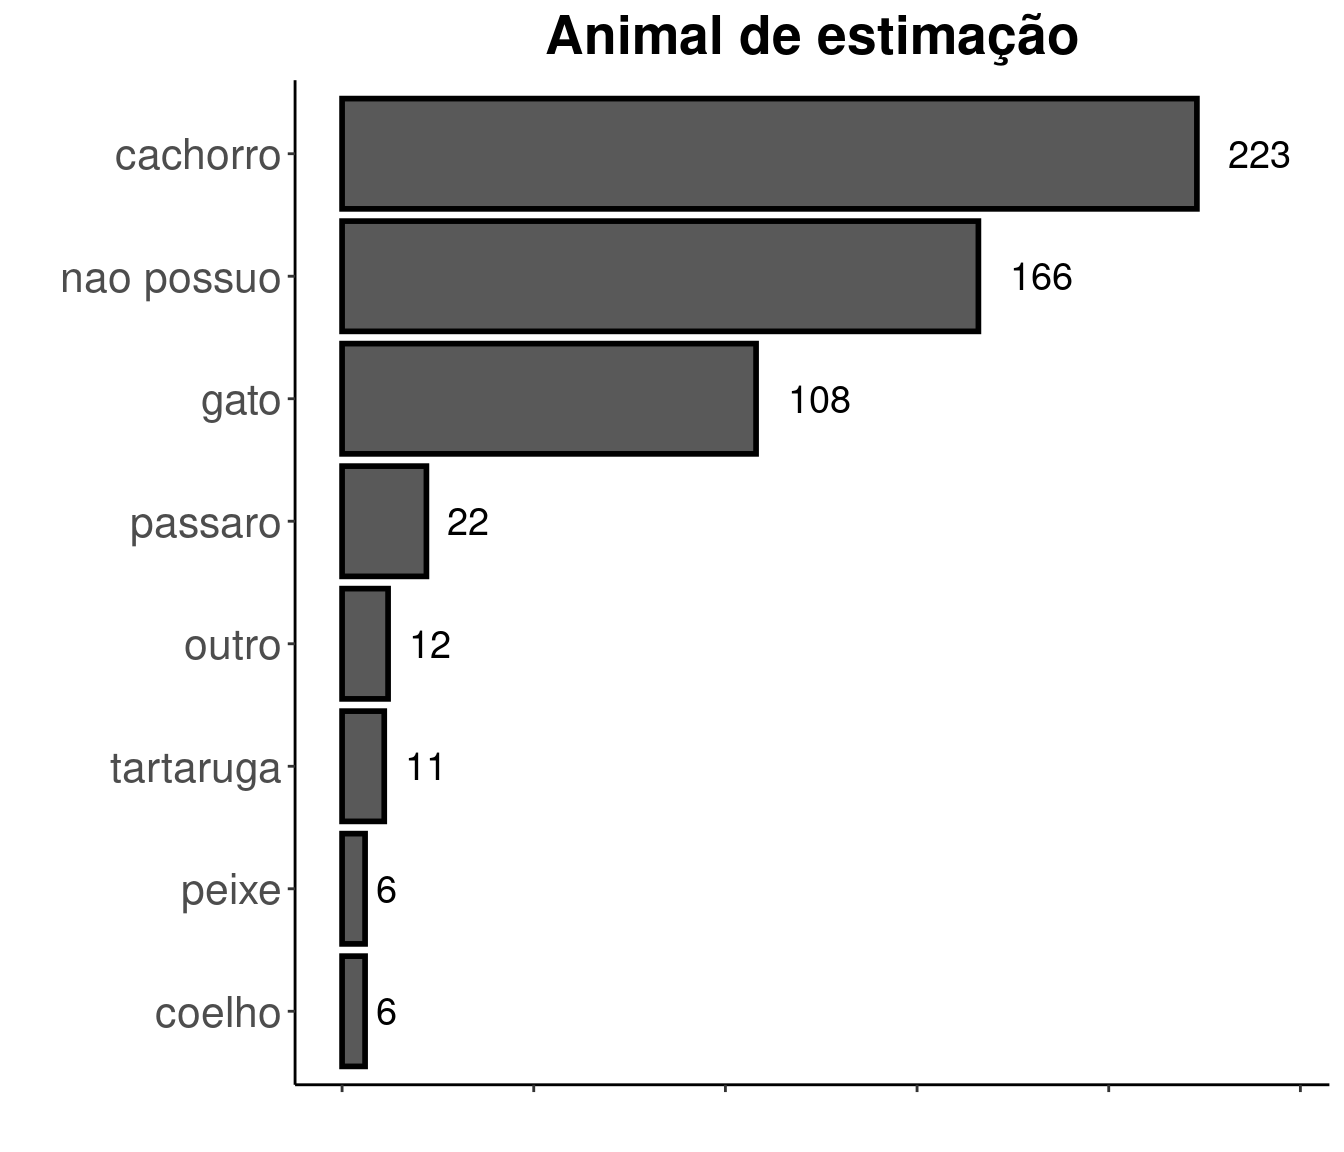 Animal de estimação
cachorro 223
nao possuo 166
gato 108
passaro 22
outro 12
tartaruga 11
peixe 6
coelho 6